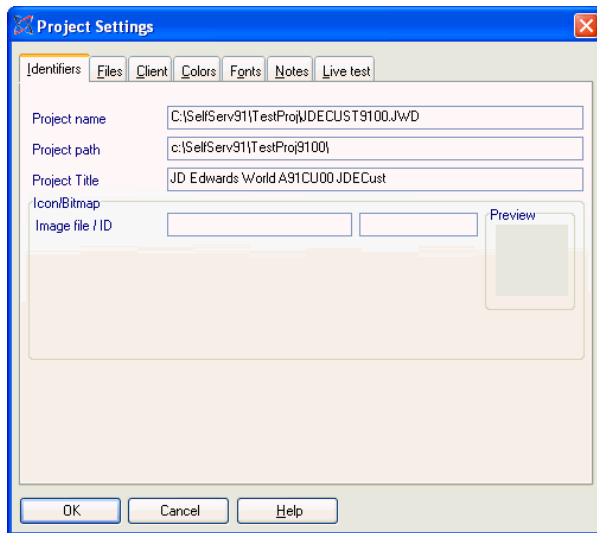 Project Settings
Identifiers Files Client Colors Fonts Notes Live test
Project name C:\SelfServ91\TestProj\JDECUST9100.JWD
Project path c:\SelfServ91\TestProj9100\
Project Title JD Edwards World A91CU00 JDECust
Icon/Bitmap
Image file / ID Preview
OK Cancel Help